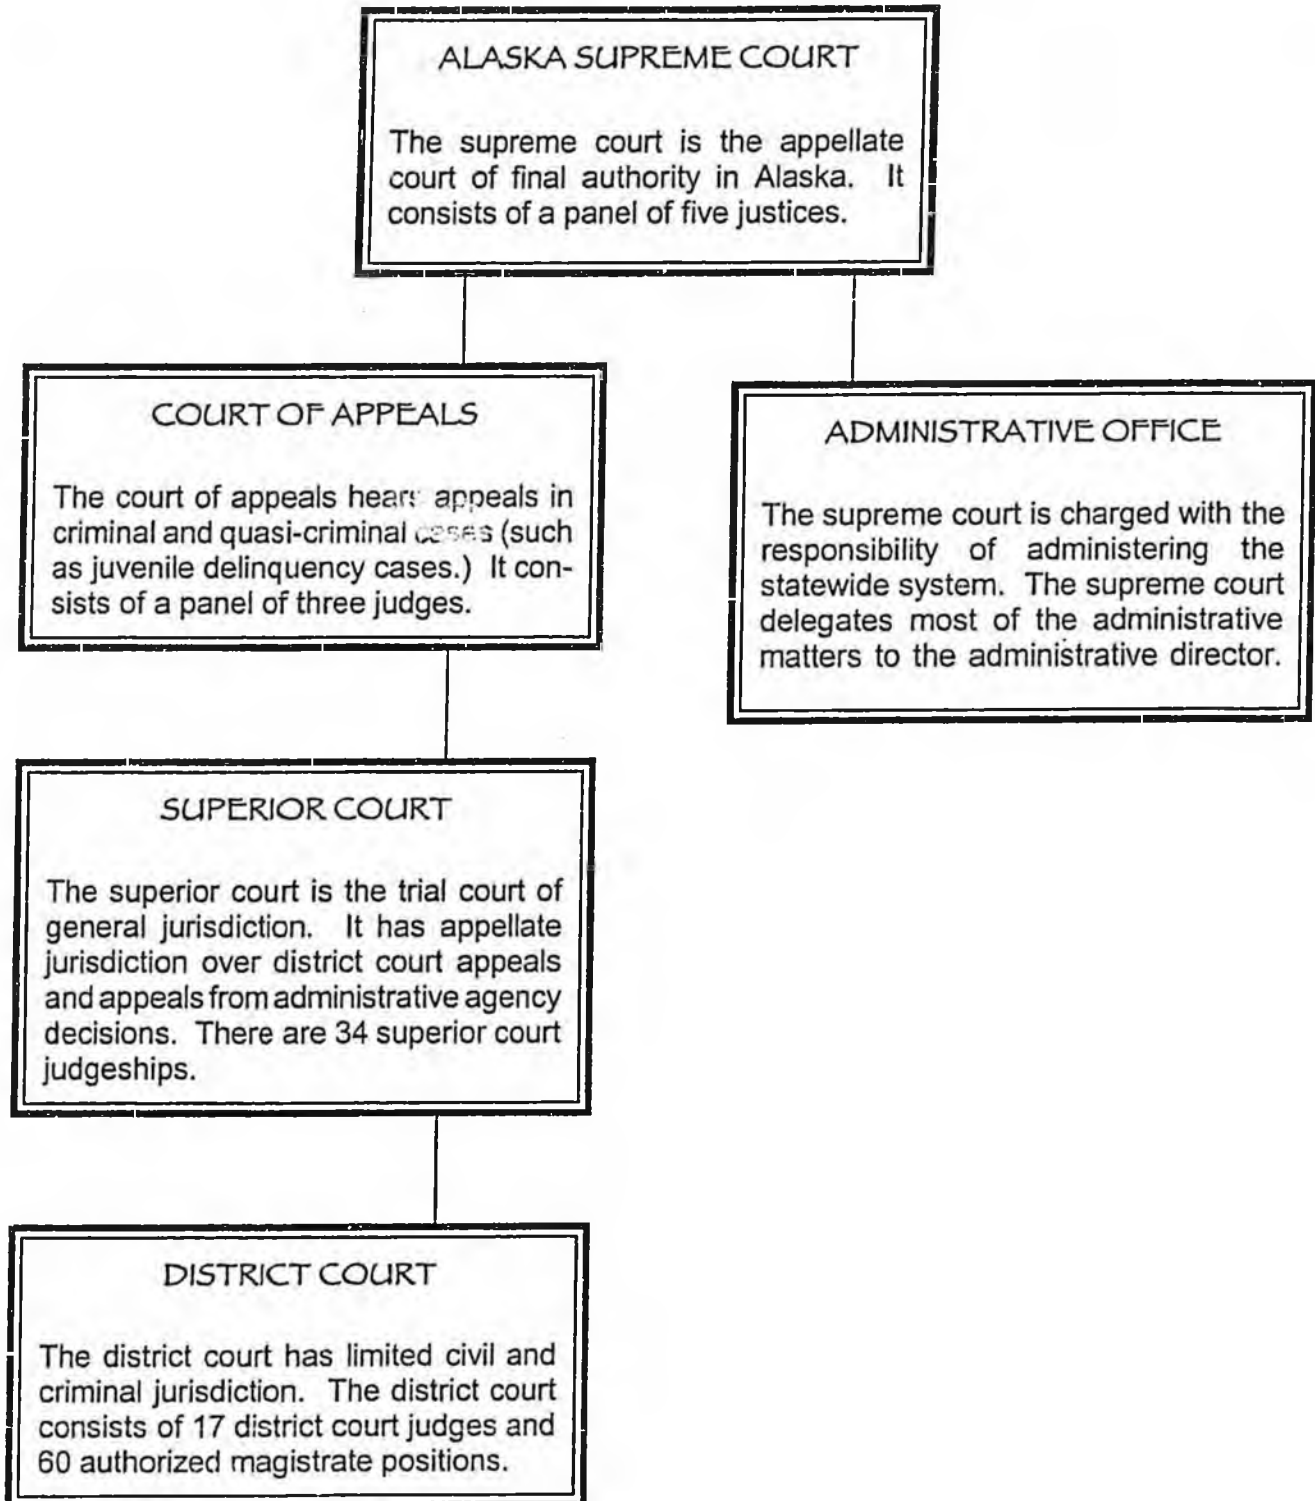 ALASKA SUPREME COURT
The supreme court is the appellate
court of final authority in Alaska. It
consists of a panel of five justices.
COURT OF APPEALS
The court of appeals hears appeals in
criminal and quasi-criminal cases (such
as juvenile delinquency cases.) It con-
sists of a panel of three judges.
ADMINISTRATIVE OFFICE
The supreme court is charged with the
responsibility of administering the
statewide system. The supreme court
delegates most of the administrative
matters to the administrative director.
SUPERIOR COURT
The superior court is the trial court of
general jurisdiction. It has appellate
jurisdiction over district court appeals
and appeals from administrative agency
decisions. There are 34 superior court
judgeships.
DISTRICT COURT
The district court has limited civil and
criminal jurisdiction. The district court
consists of 17 district court judges and
60 authorized magistrate positions.